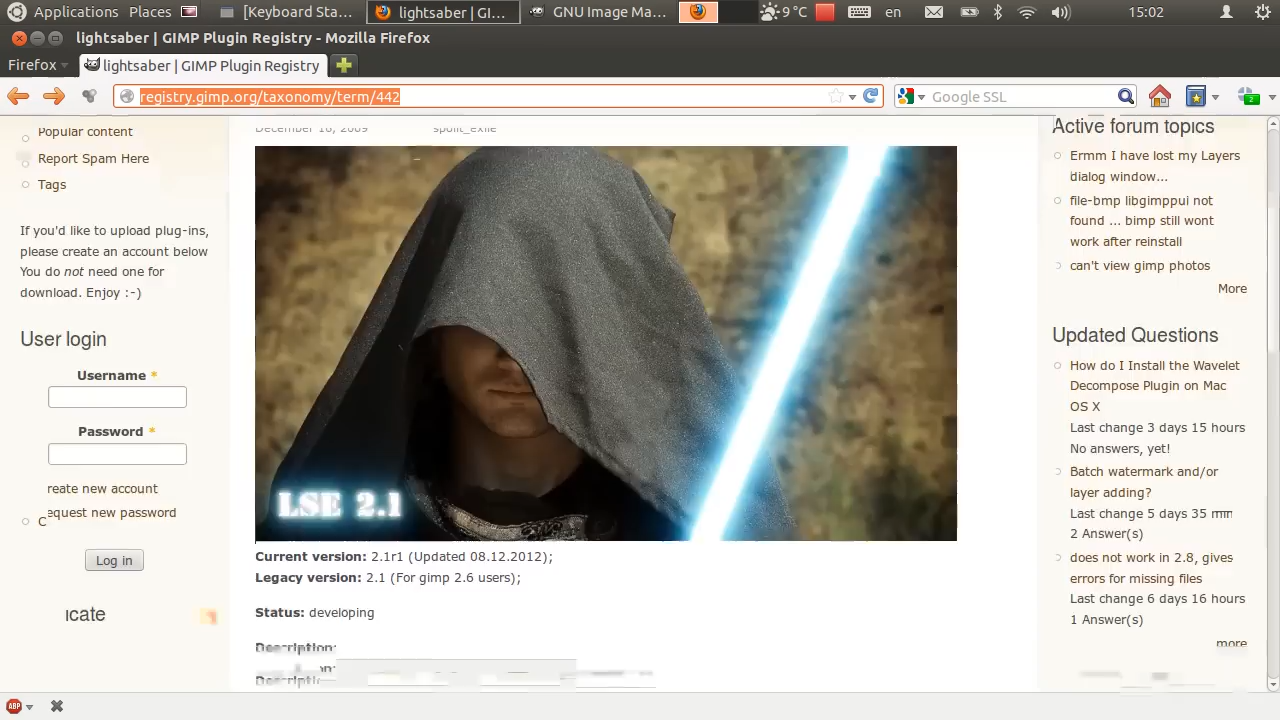 Applications Places [Keyboard Sta... lightsaber | GI... GNU Image Ma... 9 °C en 15:02
lightsaber | GIMP Plugin Registry - Mozilla Firefox
Firefox lightsaber | GIMP Plugin Registry
registry.gimp.org/taxonomy/term/442 Google SSL 2
Popular content
Report Spam Here
Tags
If you'd like to upload plug-ins,
please create an account below
You do not need one for
download. Enjoy :-)
User login
Username *
Password *
reate new account
equest new password
C
Log in
icate
December 16, 2009 spoilt_exile
LSE 2.1
Current version: 2.1r1 (Updated 08.12.2012);
Legacy version: 2.1 (For gimp 2.6 users);
Status: developing
Description:
Active forum topics
Ermm I have lost my Layers
dialog window...
file-bmp libgimppui not
found ... bimp still wont
work after reinstall
can't view gimp photos
More
Updated Questions
How do I Install the Wavelet
Decompose Plugin on Mac
OS X
Last change 3 days 15 hours
No answers, yet!
Batch watermark and/or
layer adding?
Last change 5 days 35
2 Answer(s)
does not work in 2.8, gives
errors for missing files
Last change 6 days 16 hours
1 Answer(s)
more
ABP